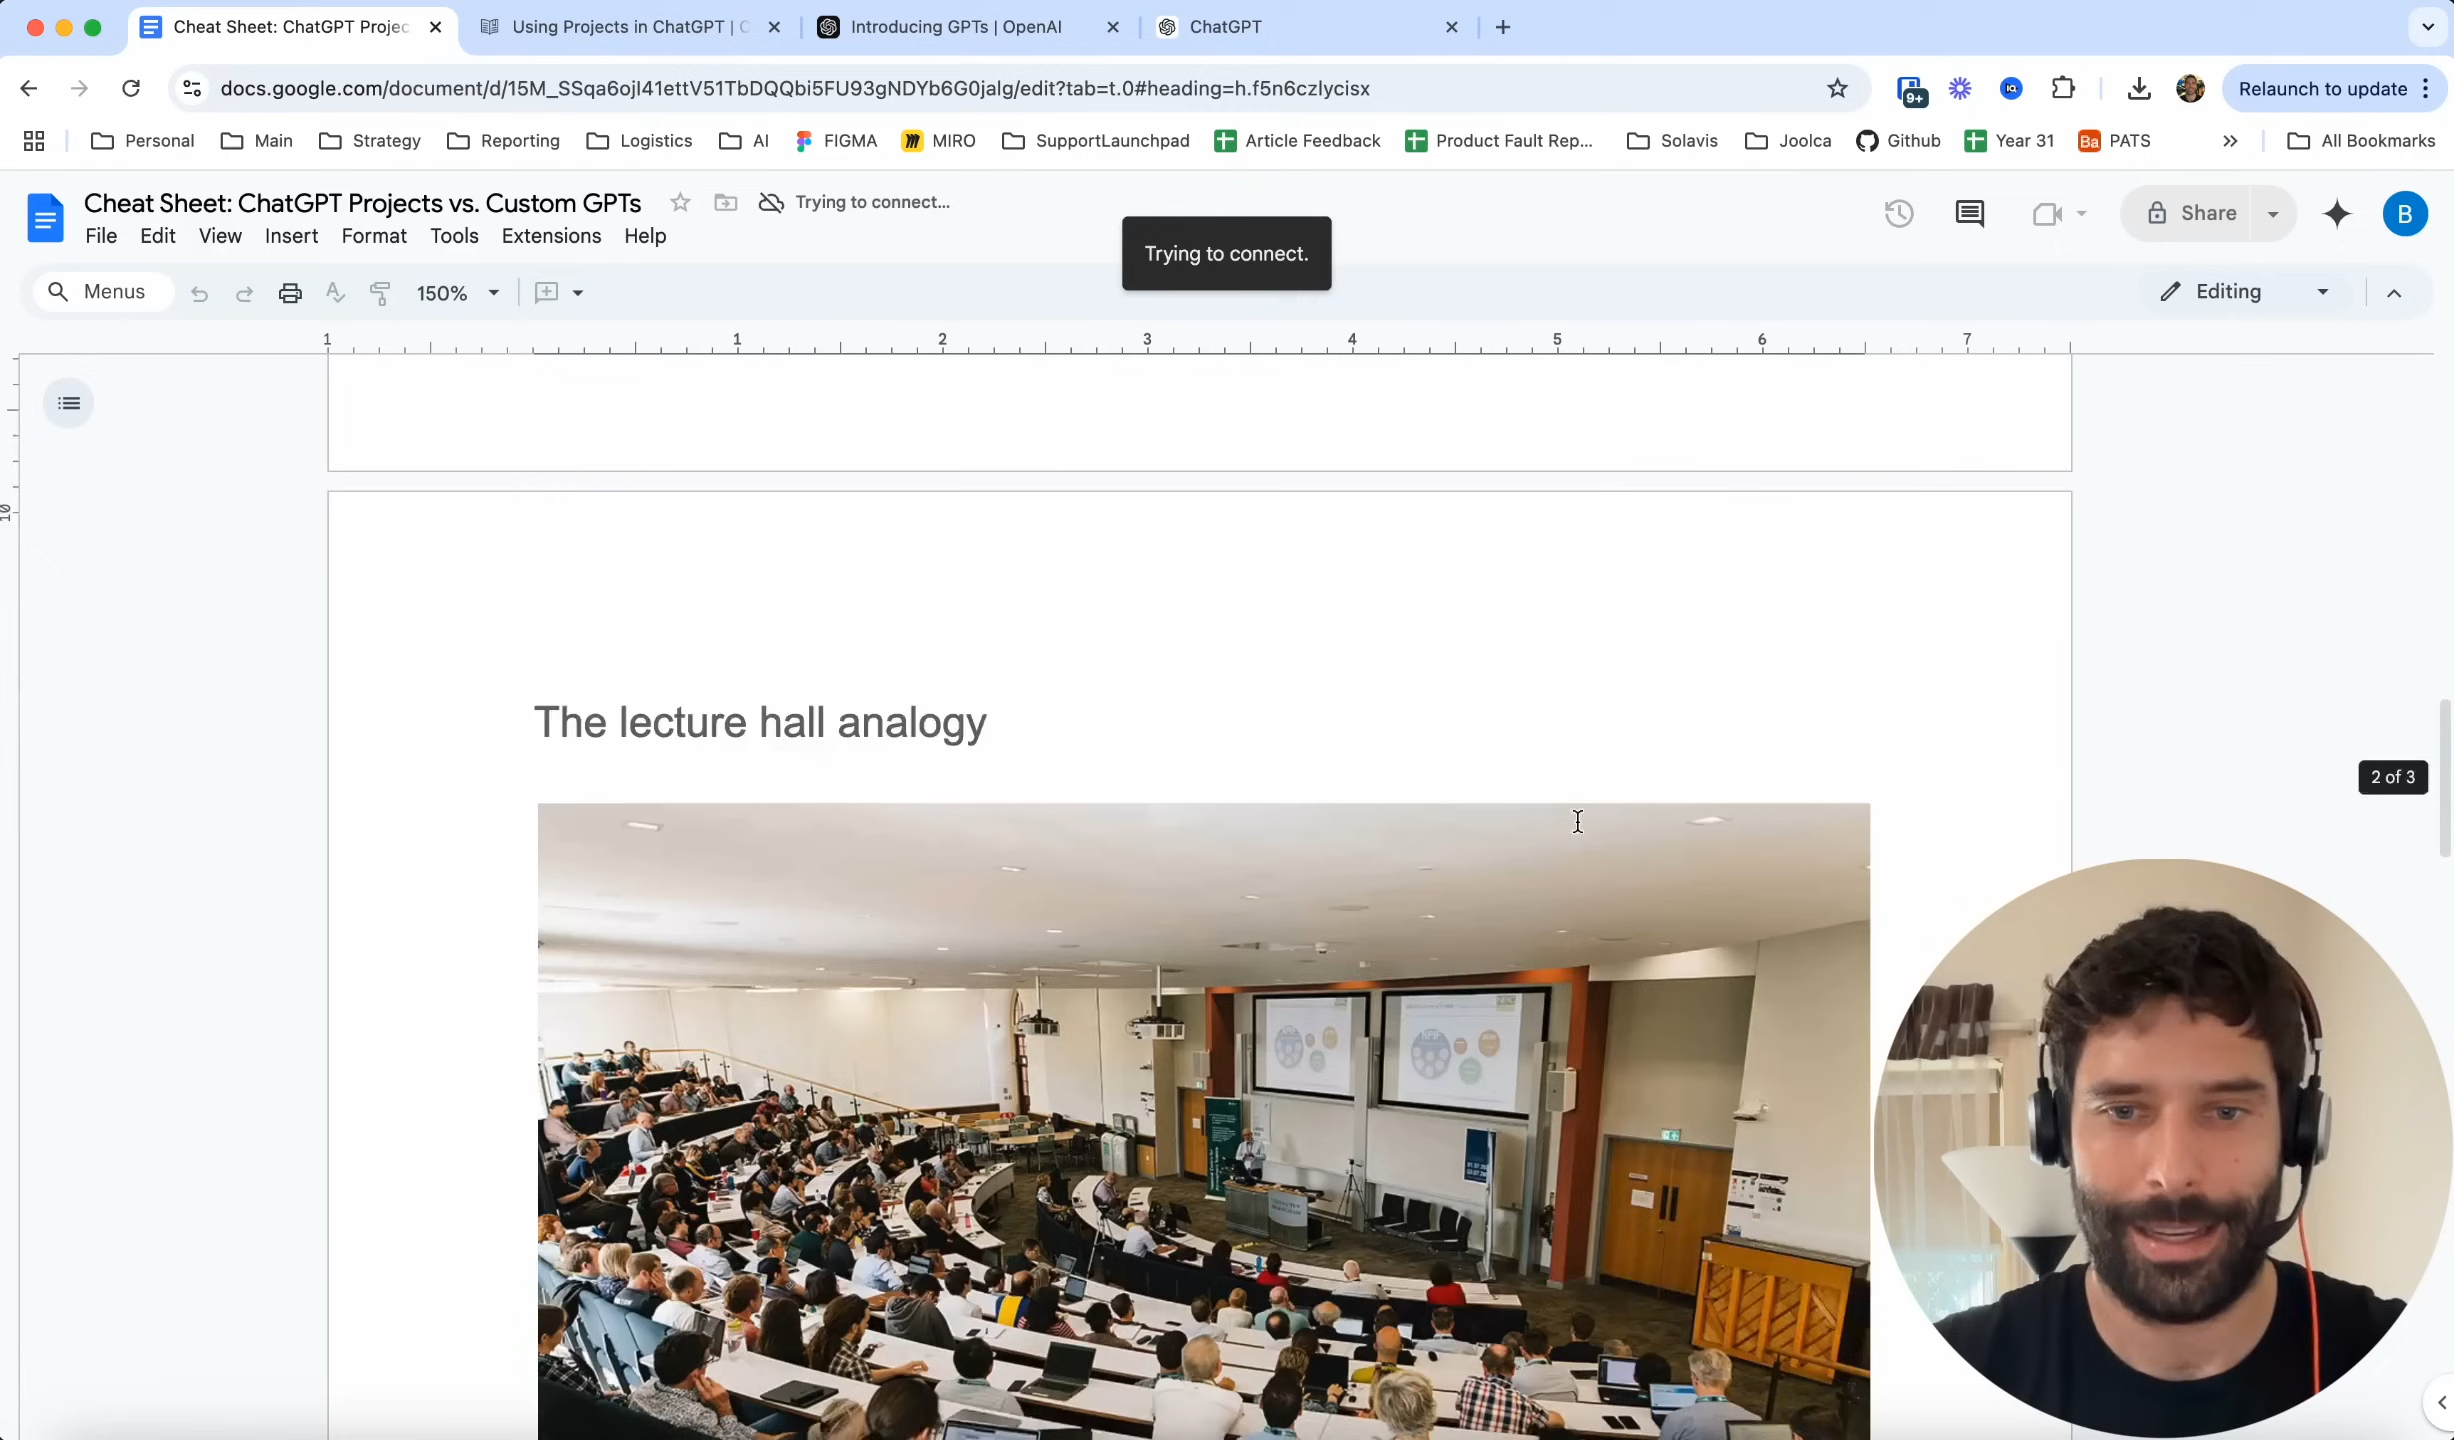 Cheat Sheet: ChatGPT Projec
Using Projects in ChatGPT | C
Introducing GPTs | OpenAI
ChatGPT
docs.google.com/document/d/15M_SSqa6ojI41ettV51TbDQQbi5FU93gNDYb6G0jalg/edit?tab=t.0#heading=h.f5n6czlycisx
9+
Relaunch to update
Personal
Main
Strategy
Reporting
Logistics
AI
FIGMA
MIRO
SupportLaunchpad
Article Feedback
Product Fault Rep...
Solavis
Joolca
Github
Year 31
Ba PATS
All Bookmarks
Cheat Sheet: ChatGPT Projects vs. Custom GPTs
Trying to connect...
Share
B
File Edit View Insert Format Tools Extensions Help
Trying to connect.
Menus
150%
Editing
1 1 2 3 4 5 6 7
10
The lecture hall analogy
2 of 3